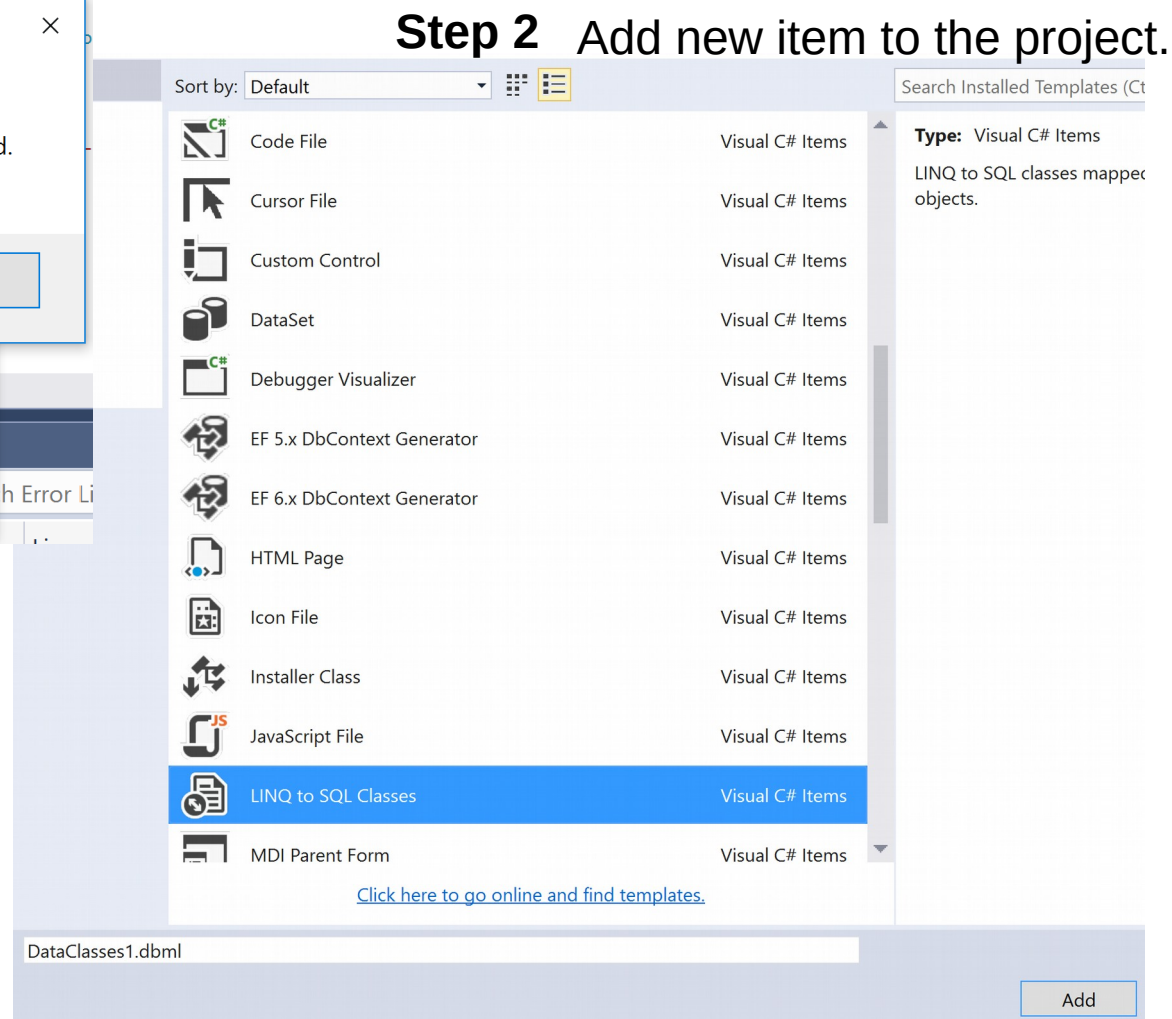 Step 2 Add new item to the project.
Sort by: Default
Search Installed Templates (Ct
d.
h Error Li
Code File Visual C# Items
Cursor File Visual C# Items
Custom Control Visual C# Items
DataSet Visual C# Items
Debugger Visualizer Visual C# Items
EF 5.x DbContext Generator Visual C# Items
EF 6.x DbContext Generator Visual C# Items
HTML Page Visual C# Items
Icon File Visual C# Items
Installer Class Visual C# Items
JavaScript File Visual C# Items
LINQ to SQL Classes Visual C# Items
MDI Parent Form Visual C# Items
Click here to go online and find templates.
Type: Visual C# Items
LINQ to SQL classes mapped
objects.
DataClasses1.dbml
Add